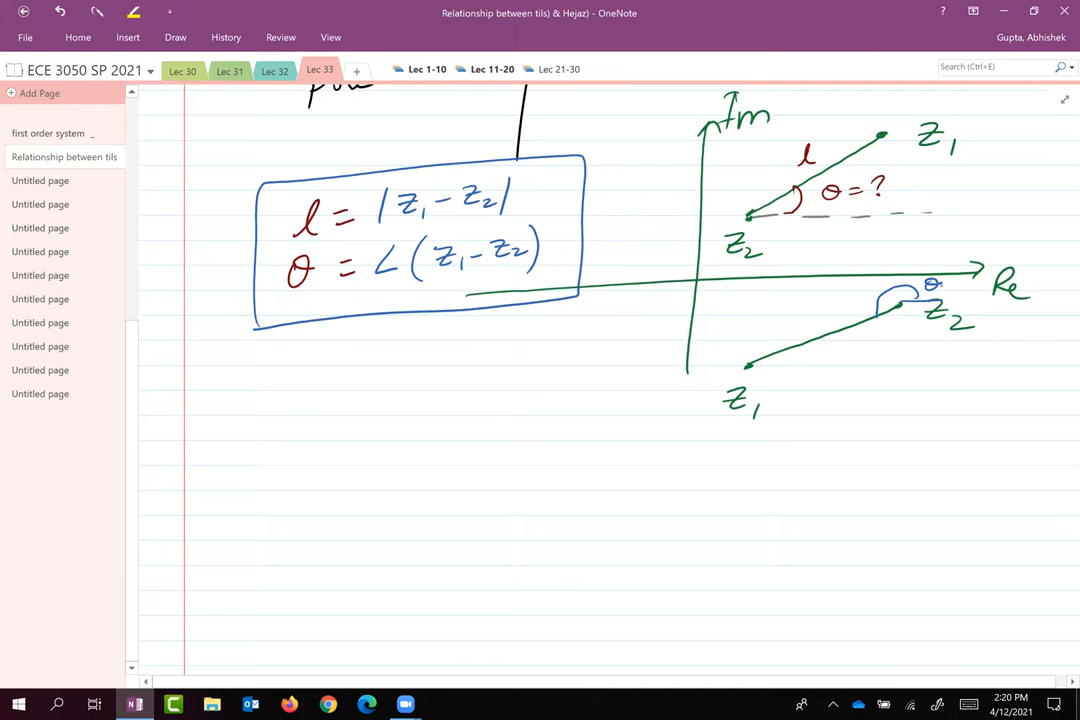 Relationship between tils) & Hejaz) - OneNote
?
Gupta, Abhishek
File Home Insert Draw History Review View
ECE 3050 SP 2021
Lec 30
Lec 31
Lec 32
Lec 33
+
Lec 1-10
Lec 11-20
Lec 21-30
Search (Ctrl+E)
Add Page
first order system _
Relationship between tils
Untitled page
Untitled page
Untitled page
Untitled page
Untitled page
Untitled page
Untitled page
Untitled page
Untitled page
Untitled page
l = |z₁ - z₂|
θ = ∠(z₁ - z₂)
Im
z₁
l
θ = ?
z₂
Re
θ
z₂
z₁
2:20 PM
4/12/2021